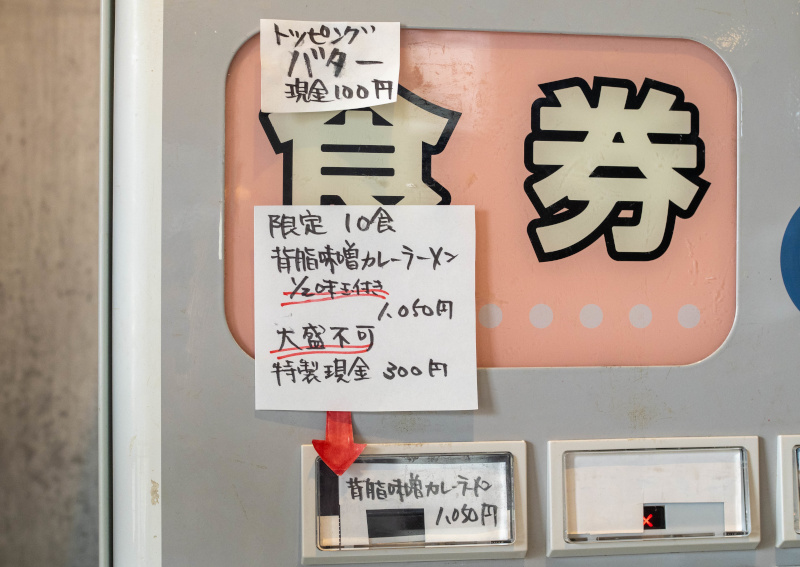 トッピング
バター
現金100円
食券
限定 10食
背脂味噌カレーラーメン
1/2味玉付き
1,050円
大盛不可
特製現金 300円
背脂味噌カレーラーメン
1,050円
×